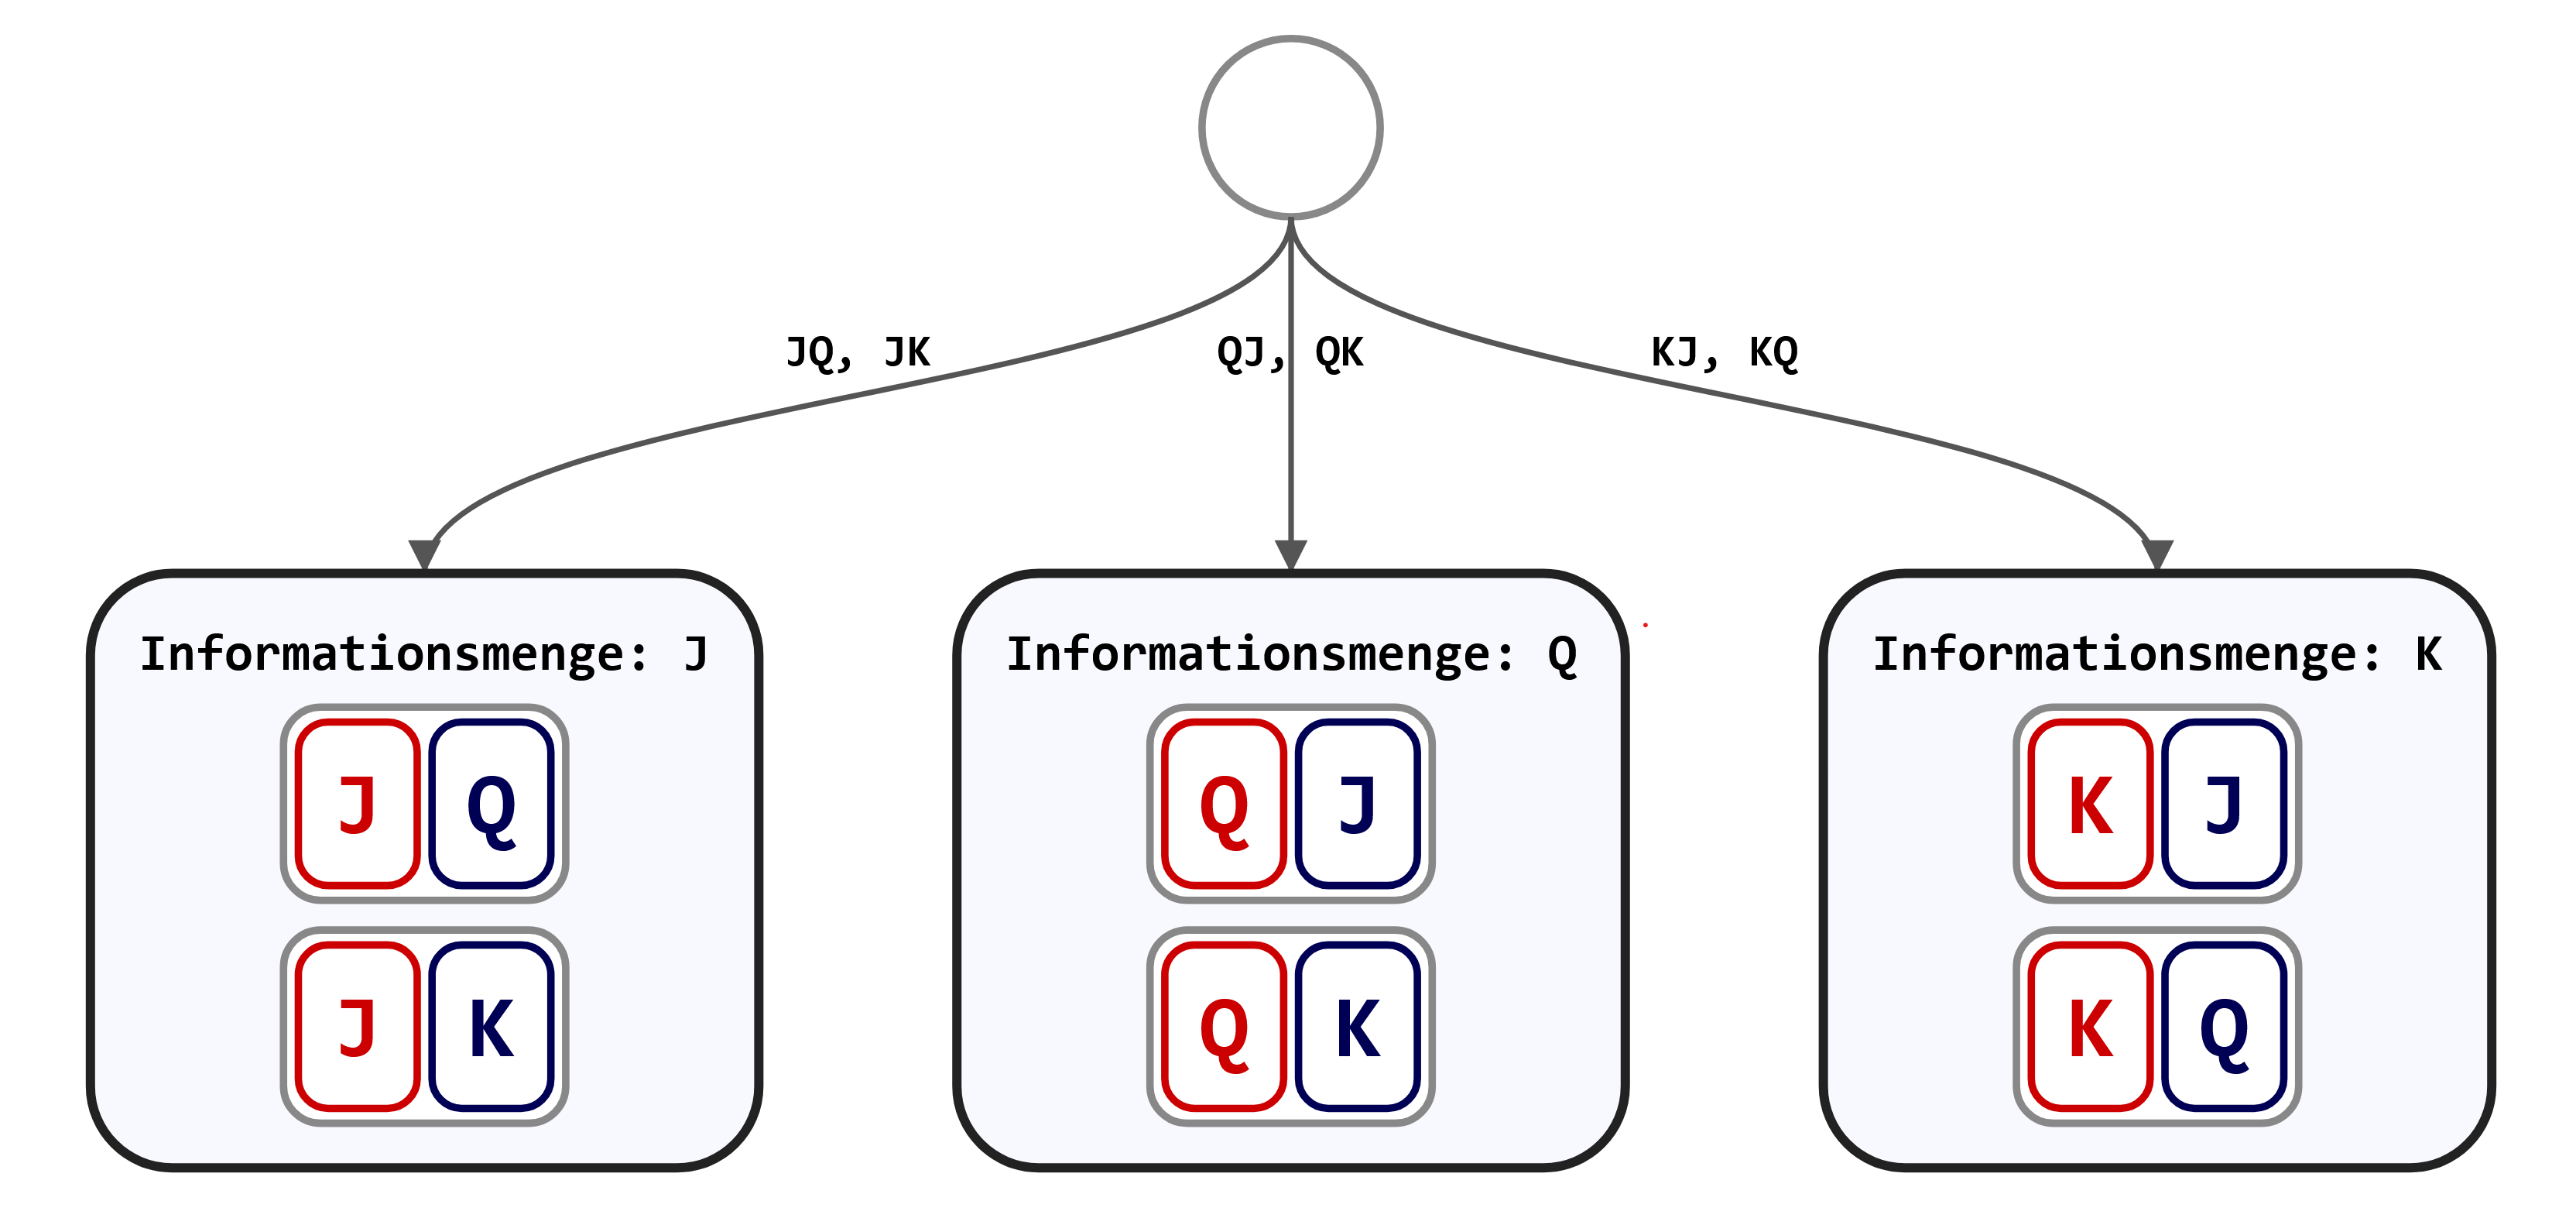 JQ, JK
QJ, QK
KJ, KQ
Informationsmenge: J
J Q
J K
Informationsmenge: Q
Q J
Q K
Informationsmenge: K
K J
K Q